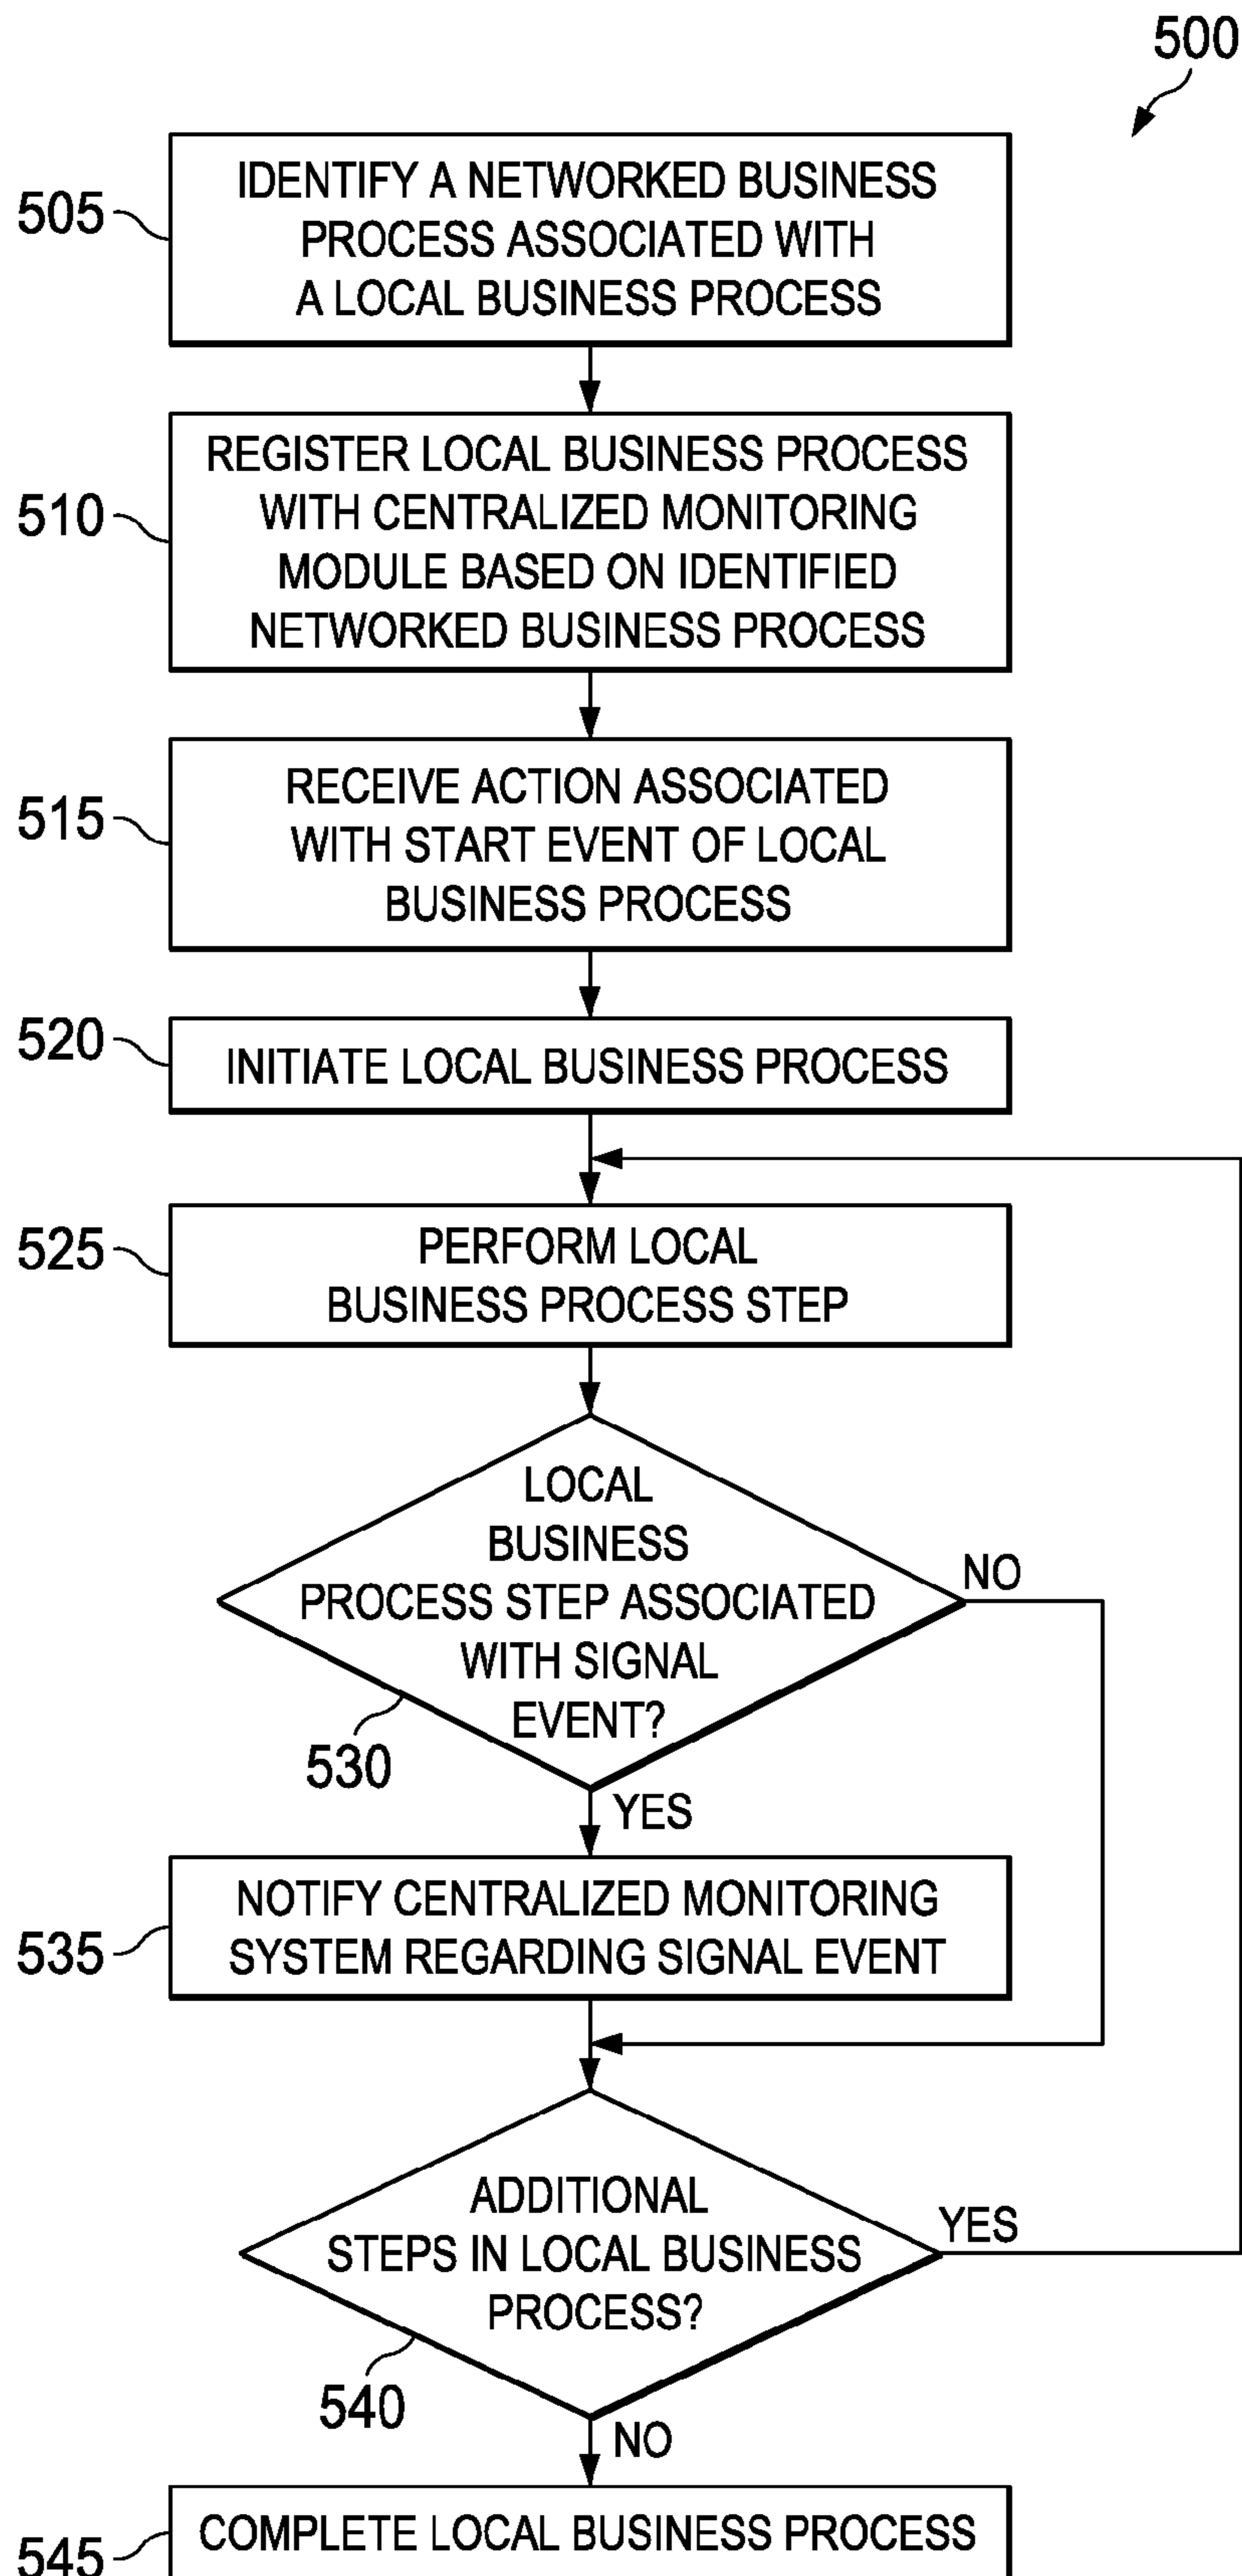 500
505
IDENTIFY A NETWORKED BUSINESS
PROCESS ASSOCIATED WITH
A LOCAL BUSINESS PROCESS
510
REGISTER LOCAL BUSINESS PROCESS
WITH CENTRALIZED MONITORING
MODULE BASED ON IDENTIFIED
NETWORKED BUSINESS PROCESS
515
RECEIVE ACTION ASSOCIATED
WITH START EVENT OF LOCAL
BUSINESS PROCESS
520
INITIATE LOCAL BUSINESS PROCESS
525
PERFORM LOCAL
BUSINESS PROCESS STEP
LOCAL
BUSINESS
PROCESS STEP ASSOCIATED
WITH SIGNAL
EVENT?
NO
530
YES
535
NOTIFY CENTRALIZED MONITORING
SYSTEM REGARDING SIGNAL EVENT
ADDITIONAL
STEPS IN LOCAL BUSINESS
PROCESS?
YES
540
NO
545
COMPLETE LOCAL BUSINESS PROCESS